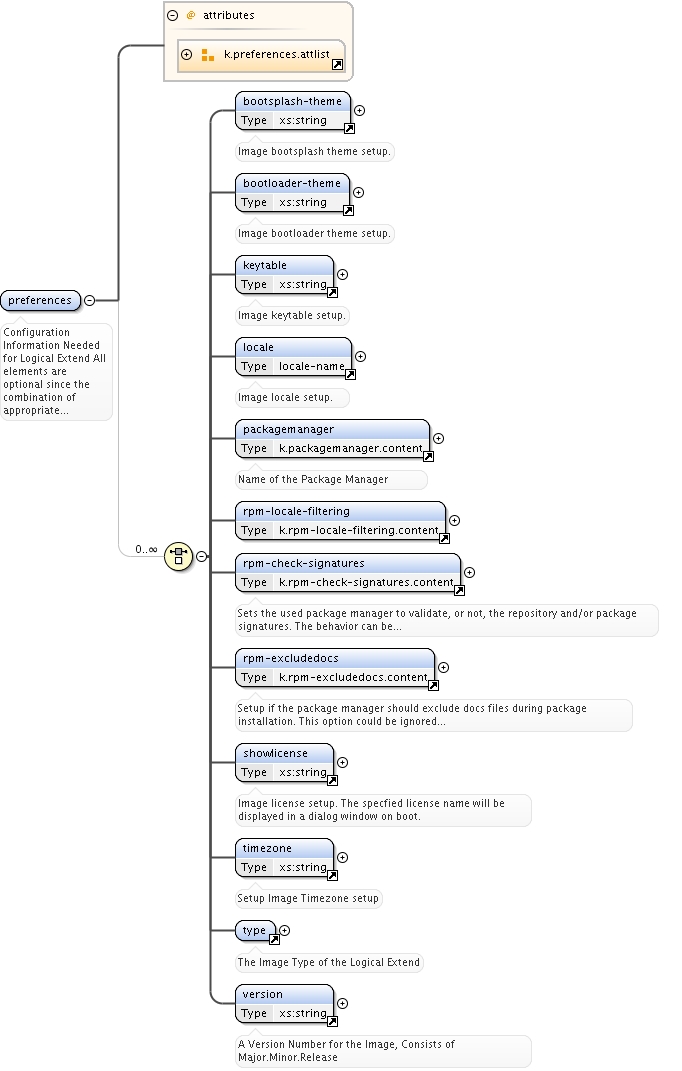 @ attributes
k.preferences.attlist
bootsplash-theme
Type xs:string
Image bootsplash theme setup.
bootloader-theme
Type xs:string
Image bootloader theme setup.
keytable
Type xs:string
Image keytable setup.
preferences
Configuration
Information Needed
for Logical Extend All
elements are
optional since the
combination of
appropriate...
locale
Type locale-name
Image locale setup.
packagemanager
Type k.packagemanager.content
Name of the Package Manager
rpm-locale-filtering
Type k.rpm-locale-filtering.content
0..∞
rpm-check-signatures
Type k.rpm-check-signatures.content
Sets the used package manager to validate, or not, the repository and/or package
signatures. The behavior can be...
rpm-excludedocs
Type k.rpm-excludedocs.content
Setup if the package manager should exclude docs files during package
installation. This option could be ignored...
showlicense
Type xs:string
Image license setup. The specfied license name will be
displayed in a dialog window on boot.
timezone
Type xs:string
Setup Image Timezone setup
type
The Image Type of the Logical Extend
version
Type xs:string
A Version Number for the Image, Consists of
Major.Minor.Release